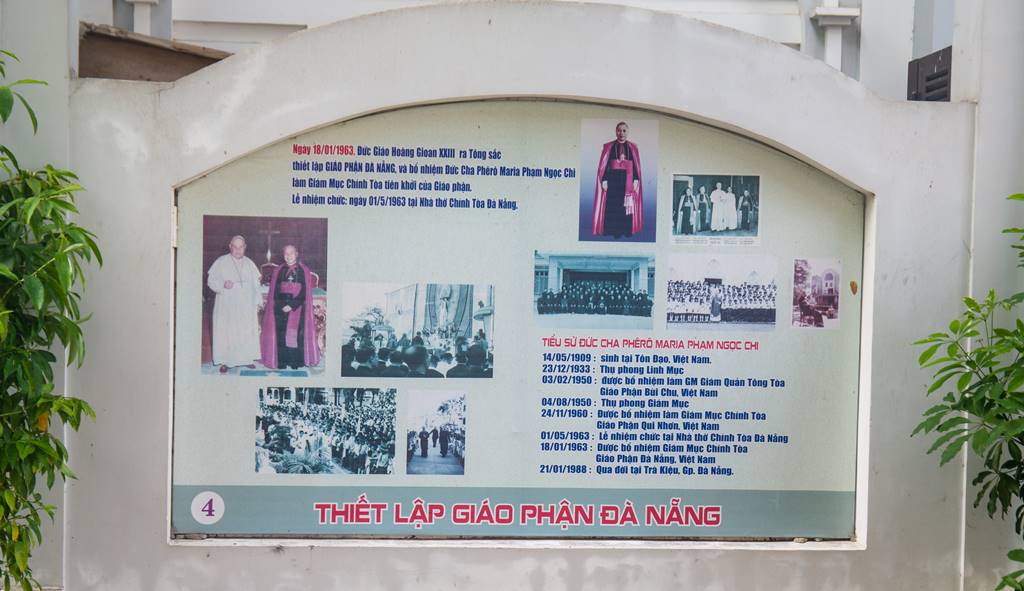 Ngày 18/01/1963, Đức Giáo Hoàng Gioan XXIII ra Tông sắc
thiết lập GIÁO PHẬN ĐÀ NẴNG, và bổ nhiệm Đức Cha Phêrô Maria Phạm Ngọc Chi
làm Giám Mục Chính Tòa tiên khởi của Giáo phận.
Lễ nhiệm chức: ngày 01/5/1963 tại Nhà thờ Chính Tòa Đà Nẵng.
TIỂU SỬ ĐỨC CHA PHÊRÔ MARIA PHẠM NGỌC CHI
14/05/1909 : sinh tại Tôn Đạo, Việt Nam.
23/12/1933 : Thụ phong Linh Mục
03/02/1950 : được bổ nhiệm làm GM Giám Quản Tông Tòa
Giáo Phận Bùi Chu, Việt Nam
04/08/1950 : Thụ phong Giám Mục
24/11/1960 : Được bổ nhiệm làm Giám Mục Chính Tòa
Giáo Phận Qui Nhơn, Việt Nam
01/05/1963 : Lễ nhiệm chức tại Nhà thờ Chính Tòa Đà Nẵng
18/01/1963 : Được bổ nhiệm Giám Mục Chính Tòa
Giáo Phận Đà Nẵng, Việt Nam
21/01/1988 : Qua đời tại Trà Kiệu, Gp. Đà Nẵng.
4 THIẾT LẬP GIÁO PHẬN ĐÀ NẴNG